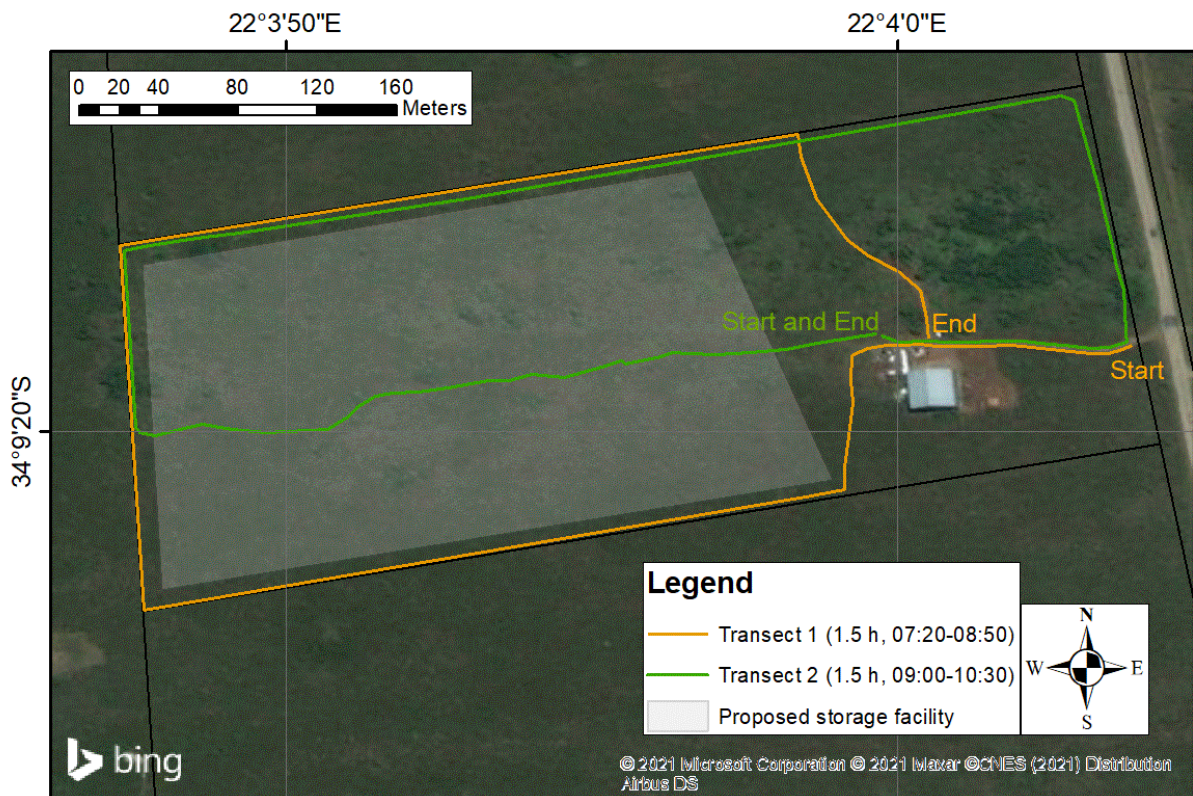 22°3'50"E
22°4'0"E
0 20 40 80 120 160
Meters
34°9'20"S
Start and End
End
Start
Legend
Transect 1 (1.5 h, 07:20-08:50)
Transect 2 (1.5 h, 09:00-10:30)
Proposed storage facility
N
W E
S
bing
© 2021 Microsoft Corporation © 2021 Maxar ©CNES (2021) Distribution
Airbus DS